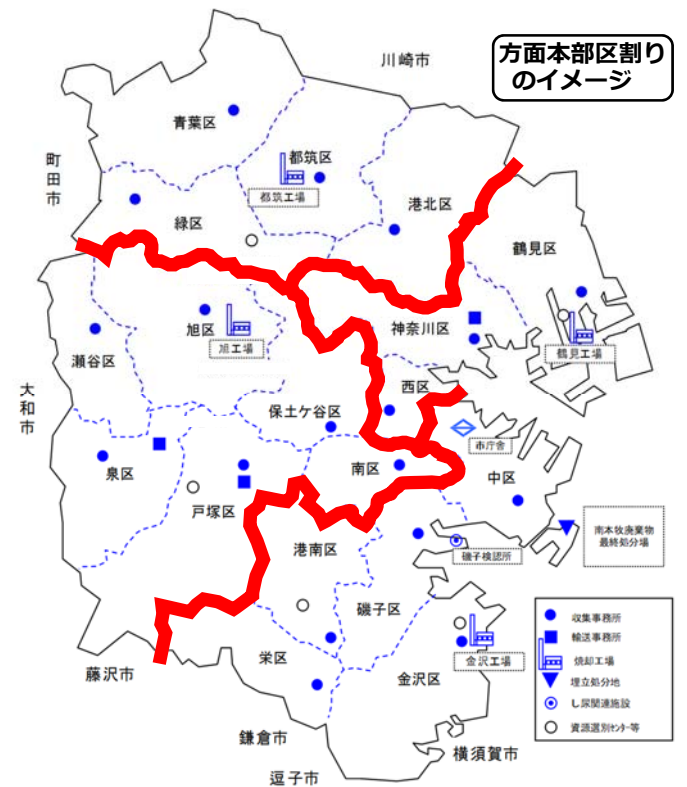 方面本部区割り
のイメージ
川崎市
青葉区
町田市
都筑区
都筑工場
港北区
緑区
鶴見区
神奈川区
旭区
旭工場
鶴見工場
瀬谷区
大和市
西区
保土ケ谷区
市庁舎
泉区
南区
中区
戸塚区
南本牧廃棄物
最終処分場
港南区
磯子検認所
磯子区
収集事務所
輸送事務所
焼却工場
埋立処分地
し尿関連施設
資源選別ｾﾝﾀｰ等
栄区
金沢区
金沢工場
藤沢市
鎌倉市
横須賀市
逗子市